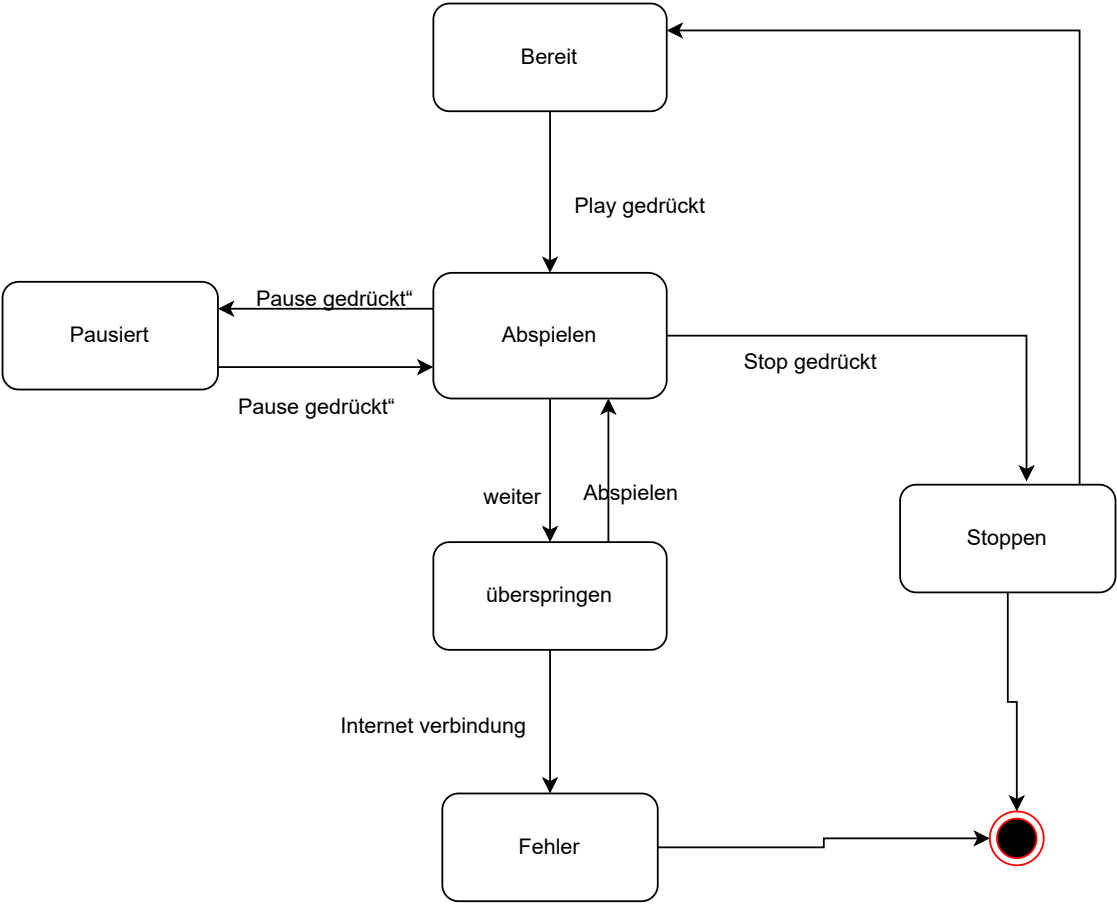 Bereit
Play gedrückt
Pause gedrückt“
Pausiert
Abspielen
Stop gedrückt
Pause gedrückt“
weiter
Abspielen
Stoppen
überspringen
Internet verbindung
Fehler